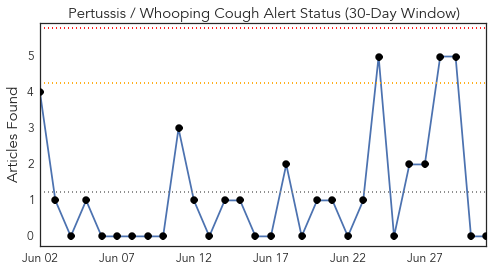 Pertussis / Whooping Cough Alert Status (30-Day Window)
Articles Found
5
4
3
2
1
0
Jun 02 Jun 07 Jun 12 Jun 17 Jun 22 Jun 27